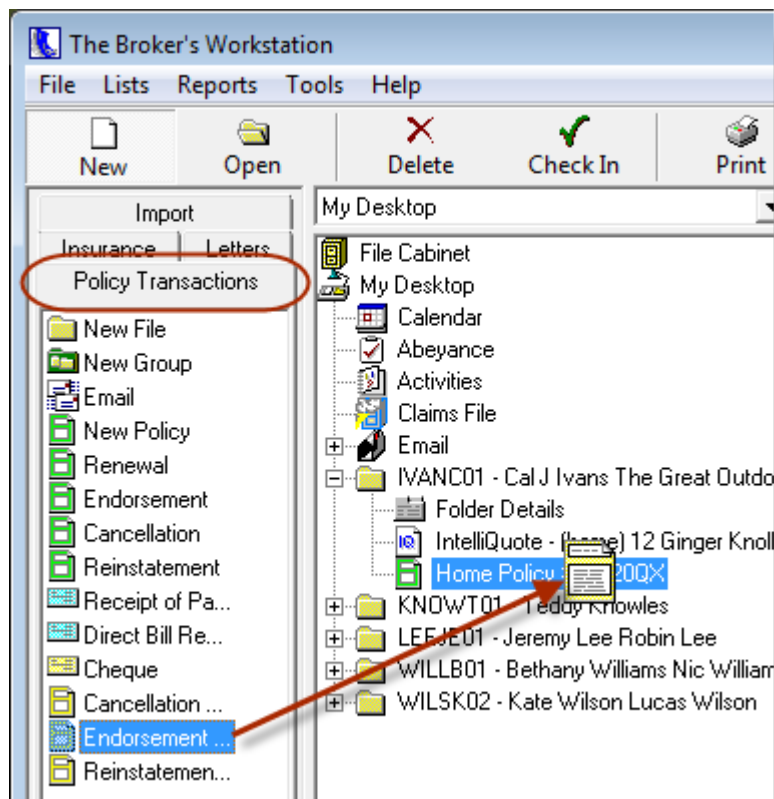 The Broker's Workstation
File Lists Reports Tools Help
New Open Delete Check In Print
Import
Insurance Letters
Policy Transactions
New File
New Group
Email
New Policy
Renewal
Endorsement
Cancellation
Reinstatement
Receipt of Pa...
Direct Bill Re...
Cheque
Cancellation ...
Endorsement ...
Reinstatemen...
My Desktop
File Cabinet
My Desktop
Calendar
Abeyance
Activities
Claims File
Email
IVANC01 - Cal J Ivans The Great Outdo
Folder Details
IntelliQuote - (home) 12 Ginger Knoll
Home Policy 20QX
KNOWT01 - Teddy Knowles
LEEJE01 - Jeremy Lee Robin Lee
WILLB01 - Bethany Williams Nic William
WILSK02 - Kate Wilson Lucas Wilson